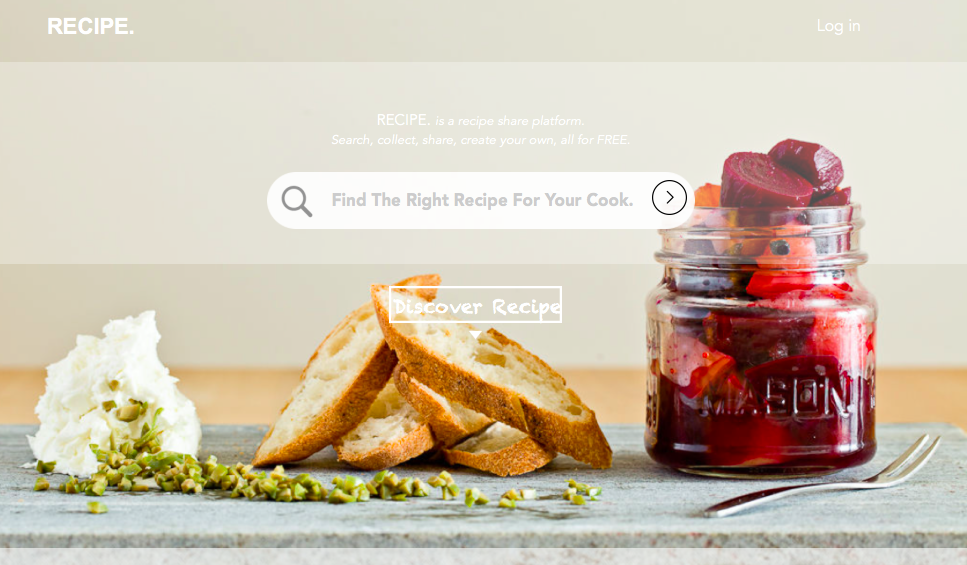 RECIPE.
Log in
RECIPE. is a recipe share platform.
Search, collect, share, create your own, all for FREE.
Find The Right Recipe For Your Cook.
Discover Recipe
MASON